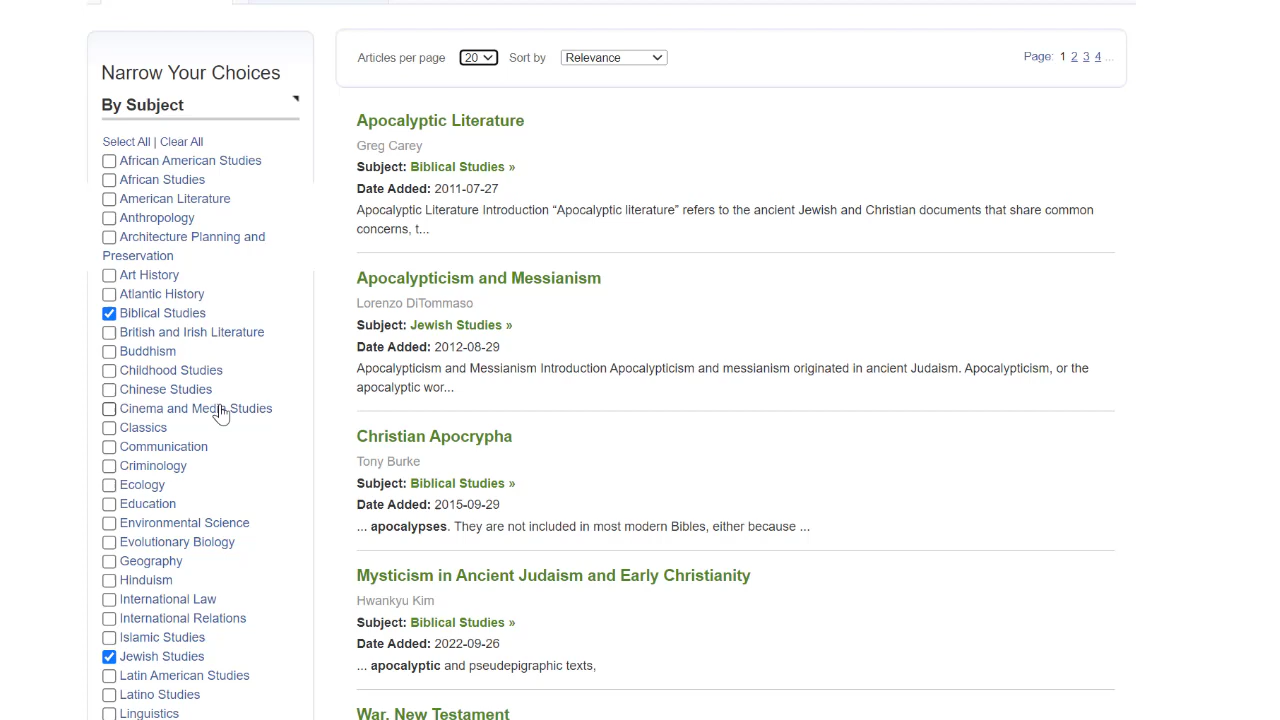 Narrow Your Choices
By Subject
Select All | Clear All
African American Studies
African Studies
American Literature
Anthropology
Architecture Planning and
Preservation
Art History
Atlantic History
Biblical Studies
British and Irish Literature
Buddhism
Childhood Studies
Chinese Studies
Cinema and Media Studies
Classics
Communication
Criminology
Ecology
Education
Environmental Science
Evolutionary Biology
Geography
Hinduism
International Law
International Relations
Islamic Studies
Jewish Studies
Latin American Studies
Latino Studies
Linguistics
Articles per page 20 Sort by Relevance Page: 1 2 3 4 ...
Apocalyptic Literature
Greg Carey
Subject: Biblical Studies »
Date Added: 2011-07-27
Apocalyptic Literature Introduction “Apocalyptic literature” refers to the ancient Jewish and Christian documents that share common
concerns, t...
Apocalypticism and Messianism
Lorenzo DiTommaso
Subject: Jewish Studies »
Date Added: 2012-08-29
Apocalypticism and Messianism Introduction Apocalypticism and messianism originated in ancient Judaism. Apocalypticism, or the
apocalyptic wor...
Christian Apocrypha
Tony Burke
Subject: Biblical Studies »
Date Added: 2015-09-29
... apocalypses. They are not included in most modern Bibles, either because ...
Mysticism in Ancient Judaism and Early Christianity
Hwankyu Kim
Subject: Biblical Studies »
Date Added: 2022-09-26
... apocalyptic and pseudepigraphic texts,
War, New Testament